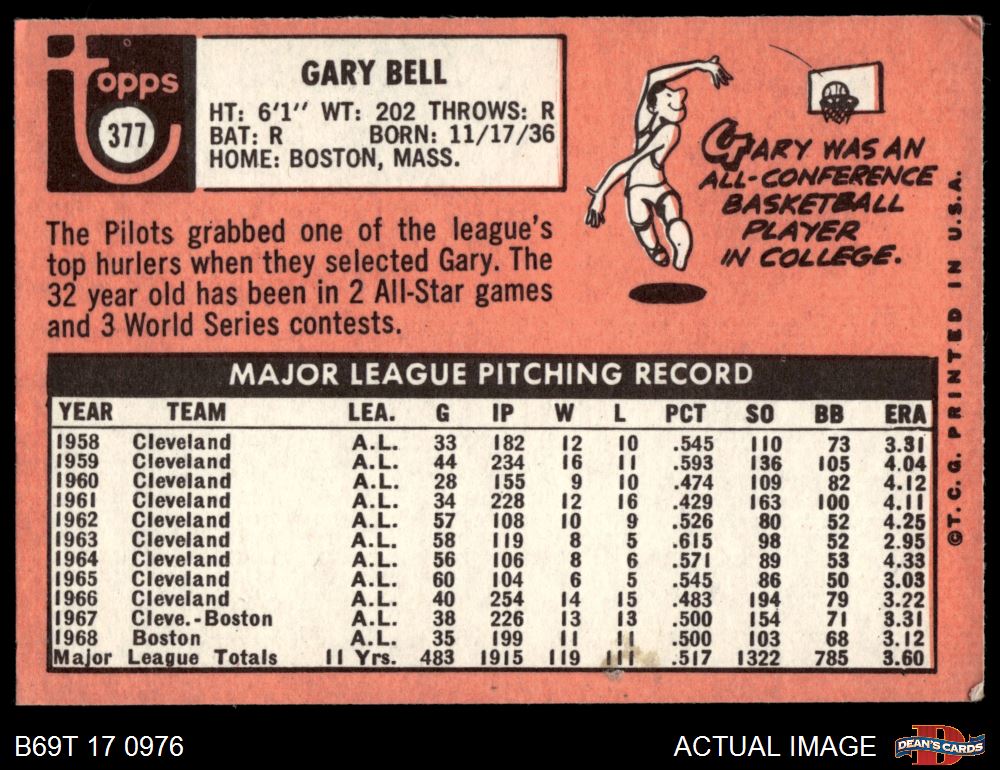 Topps
377
GARY BELL
HT: 6'1'' WT: 202 THROWS: R
BAT: R BORN: 11/17/36
HOME: BOSTON, MASS.
GARY WAS AN
ALL-CONFERENCE
BASKETBALL
PLAYER
IN COLLEGE.
The Pilots grabbed one of the league's
top hurlers when they selected Gary. The
32 year old has been in 2 All-Star games
and 3 World Series contests.
©T.C.G. PRINTED IN U.S.A.
MAJOR LEAGUE PITCHING RECORD
YEAR TEAM LEA. G IP W L PCT SO BB ERA
1958 Cleveland A.L. 33 182 12 10 .545 110 73 3.31
1959 Cleveland A.L. 44 234 16 11 .593 136 105 4.04
1960 Cleveland A.L. 28 155 9 10 .474 109 82 4.12
1961 Cleveland A.L. 34 228 12 16 .429 163 100 4.11
1962 Cleveland A.L. 57 108 10 9 .526 80 52 4.25
1963 Cleveland A.L. 58 119 8 5 .615 98 52 2.95
1964 Cleveland A.L. 56 106 8 6 .571 89 53 4.33
1965 Cleveland A.L. 60 104 6 5 .545 86 50 3.03
1966 Cleveland A.L. 40 254 14 15 .483 194 79 3.22
1967 Cleve.-Boston A.L. 38 226 13 13 .500 154 71 3.31
1968 Boston A.L. 35 199 11 11 .500 103 68 3.12
Major League Totals 11 Yrs. 483 1915 119 111 .517 1322 785 3.60
B69T 17 0976
ACTUAL IMAGE
DEAN'S CARDS